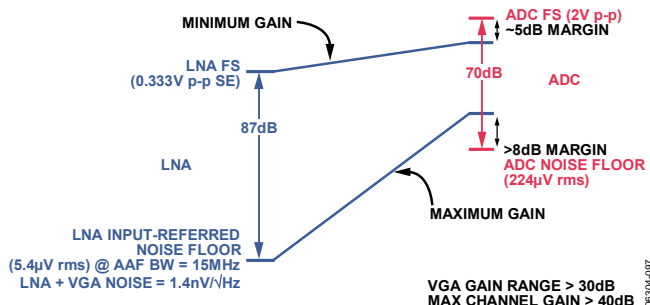 MINIMUM GAIN
ADC FS (2V p-p)
~5dB MARGIN
LNA FS
(0.333V p-p SE)
70dB
ADC
87dB
LNA
>8dB MARGIN
ADC NOISE FLOOR
(224µV rms)
MAXIMUM GAIN
LNA INPUT-REFERRED
NOISE FLOOR
(5.4µV rms) @ AAF BW = 15MHz
LNA + VGA NOISE = 1.4nV/√Hz
VGA GAIN RANGE > 30dB
MAX CHANNEL GAIN > 40dB
06304-097